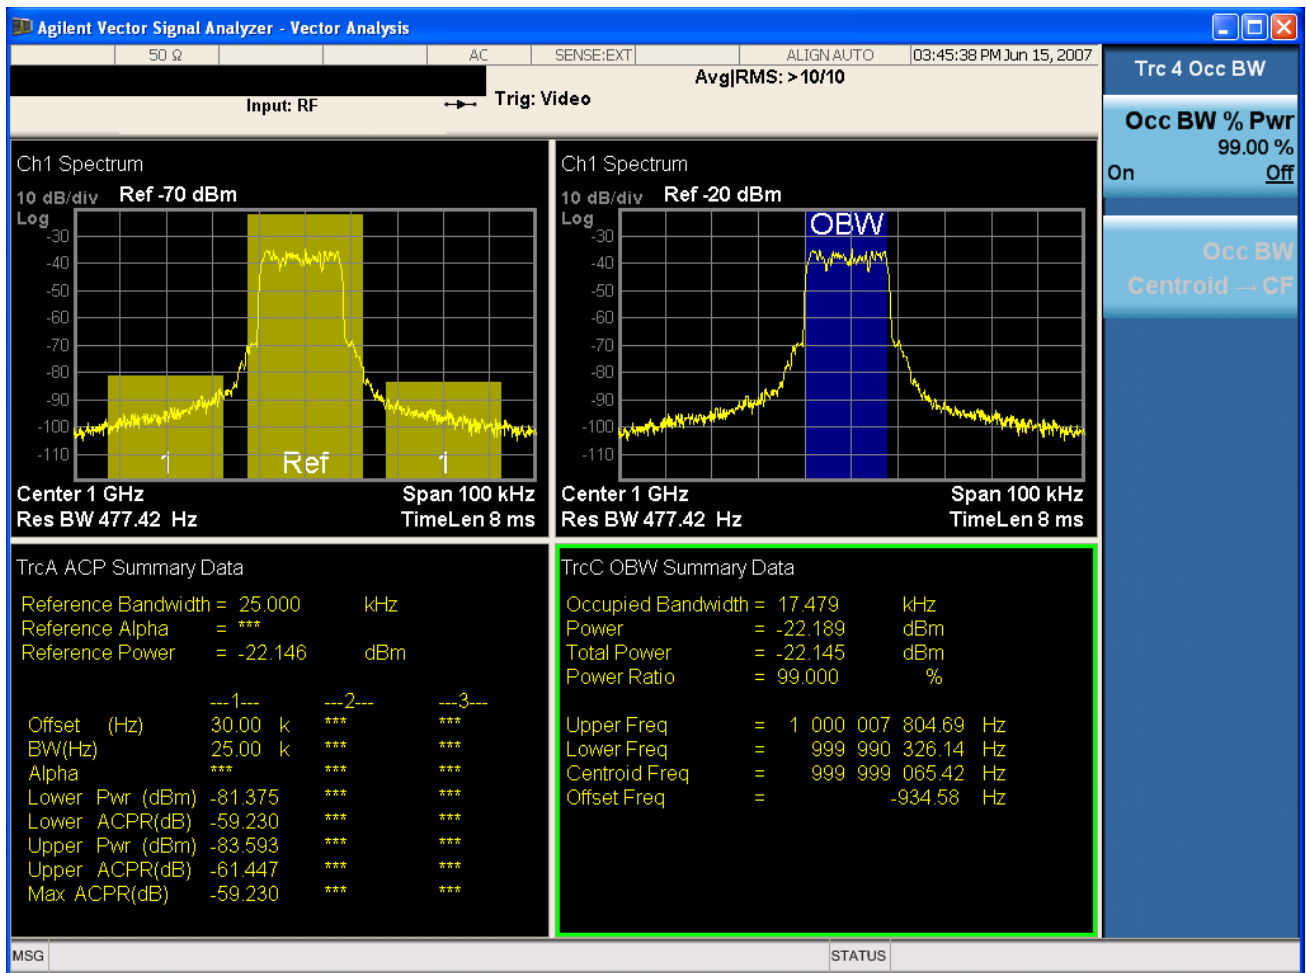 Agilent Vector Signal Analyzer - Vector Analysis
50 Ω AC SENSE:EXT ALIGN AUTO 03:45:38 PM Jun 15, 2007
Avg|RMS: >10/10
Input: RF Trig: Video
Trc 4 Occ BW
Occ BW % Pwr
99.00 %
On Off
Occ BW
Centroid → CF
Ch1 Spectrum
10 dB/div Ref -70 dBm
Log
-30
-40
-50
-60
-70
-80
-90
-100
-110
1 Ref 1
Center 1 GHz Span 100 kHz
Res BW 477.42 Hz TimeLen 8 ms
Ch1 Spectrum
10 dB/div Ref -20 dBm
Log
OBW
-30
-40
-50
-60
-70
-80
-90
-100
-110
Center 1 GHz Span 100 kHz
Res BW 477.42 Hz TimeLen 8 ms
TrcA ACP Summary Data
Reference Bandwidth = 25.000 kHz
Reference Alpha = ***
Reference Power = -22.146 dBm
---1--- ---2--- ---3---
Offset (Hz) 30.00 k *** ***
BW(Hz) 25.00 k *** ***
Alpha *** *** ***
Lower Pwr (dBm) -81.375 *** ***
Lower ACPR(dB) -59.230 *** ***
Upper Pwr (dBm) -83.593 *** ***
Upper ACPR(dB) -61.447 *** ***
Max ACPR(dB) -59.230 *** ***
TrcC OBW Summary Data
Occupied Bandwidth = 17.479 kHz
Power = -22.189 dBm
Total Power = -22.145 dBm
Power Ratio = 99.000 %
Upper Freq = 1 000 007 804.69 Hz
Lower Freq = 999 990 326.14 Hz
Centroid Freq = 999 999 065.42 Hz
Offset Freq = -934.58 Hz
MSG STATUS